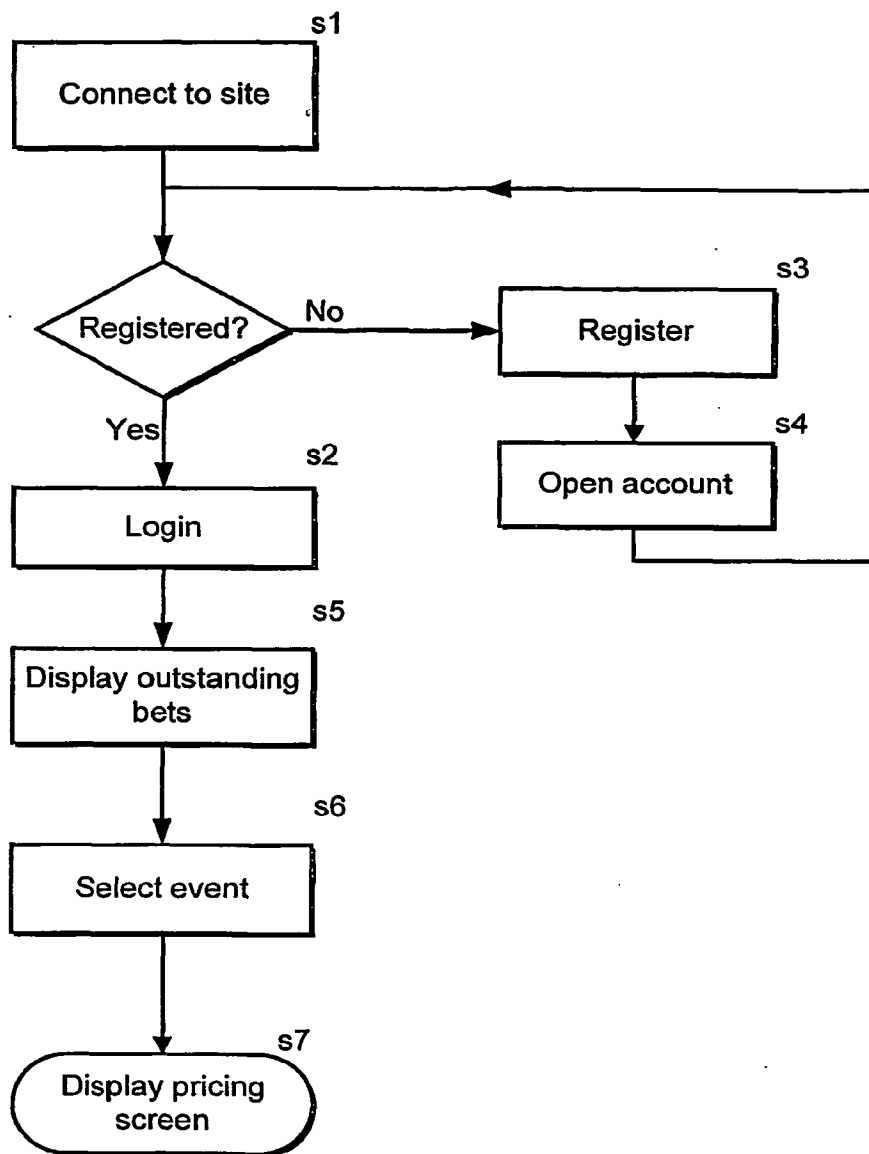 s1
Connect to site
s3
Registered?
No
Register
Yes
s4
s2
Open account
Login
s5
Display outstanding
bets
s6
Select event
s7
Display pricing
screen